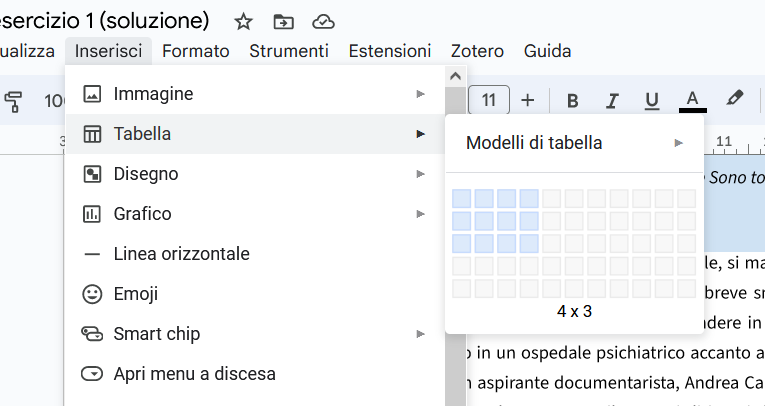 esercizio 1 (soluzione)
ualizza Inserisci Formato Strumenti Estensioni Zotero Guida
10 11 + B I U A
Immagine
Tabella
Modelli di tabella
11
Sono to
Disegno
Grafico
Linea orizzontale
le, si ma
Emoji
breve sn
4 x 3
Smart chip
dere in
in un ospedale psichiatrico accanto a
Apri menu a discesa
n aspirante documentarista, Andrea Ca